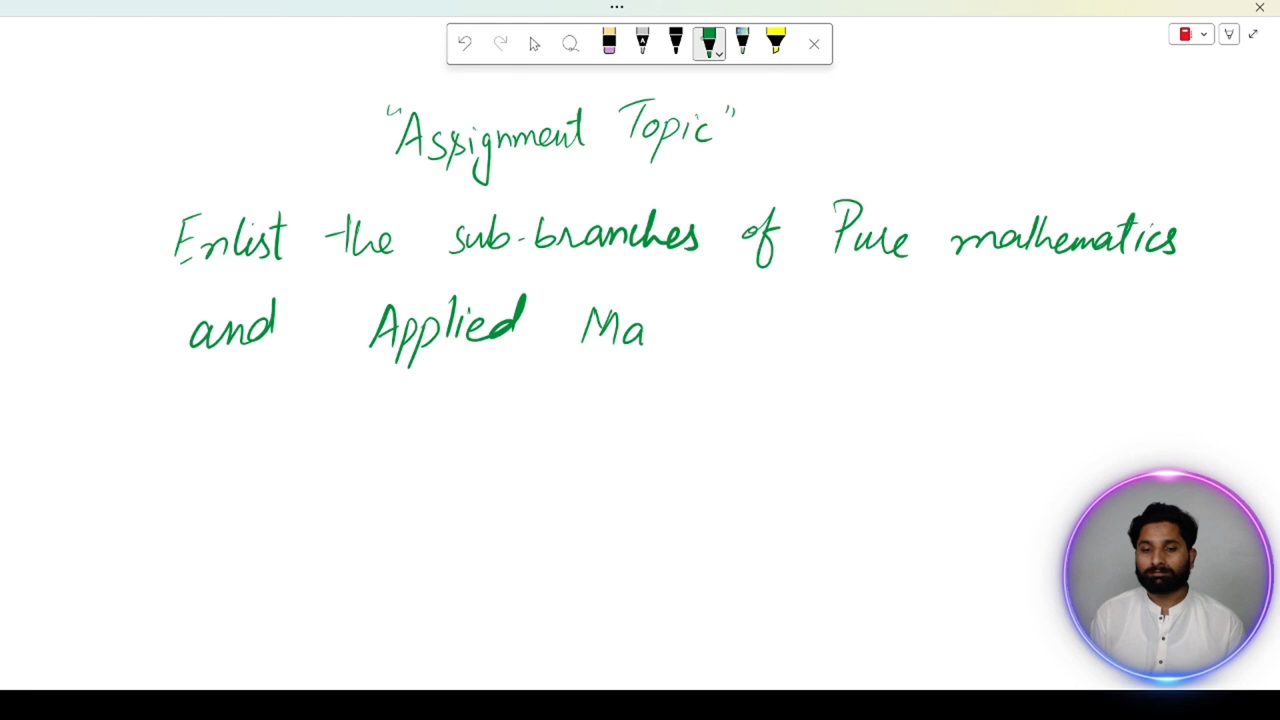 "Assignment Topic"
Enlist the sub-branches of Pure mathematics
and Applied Ma